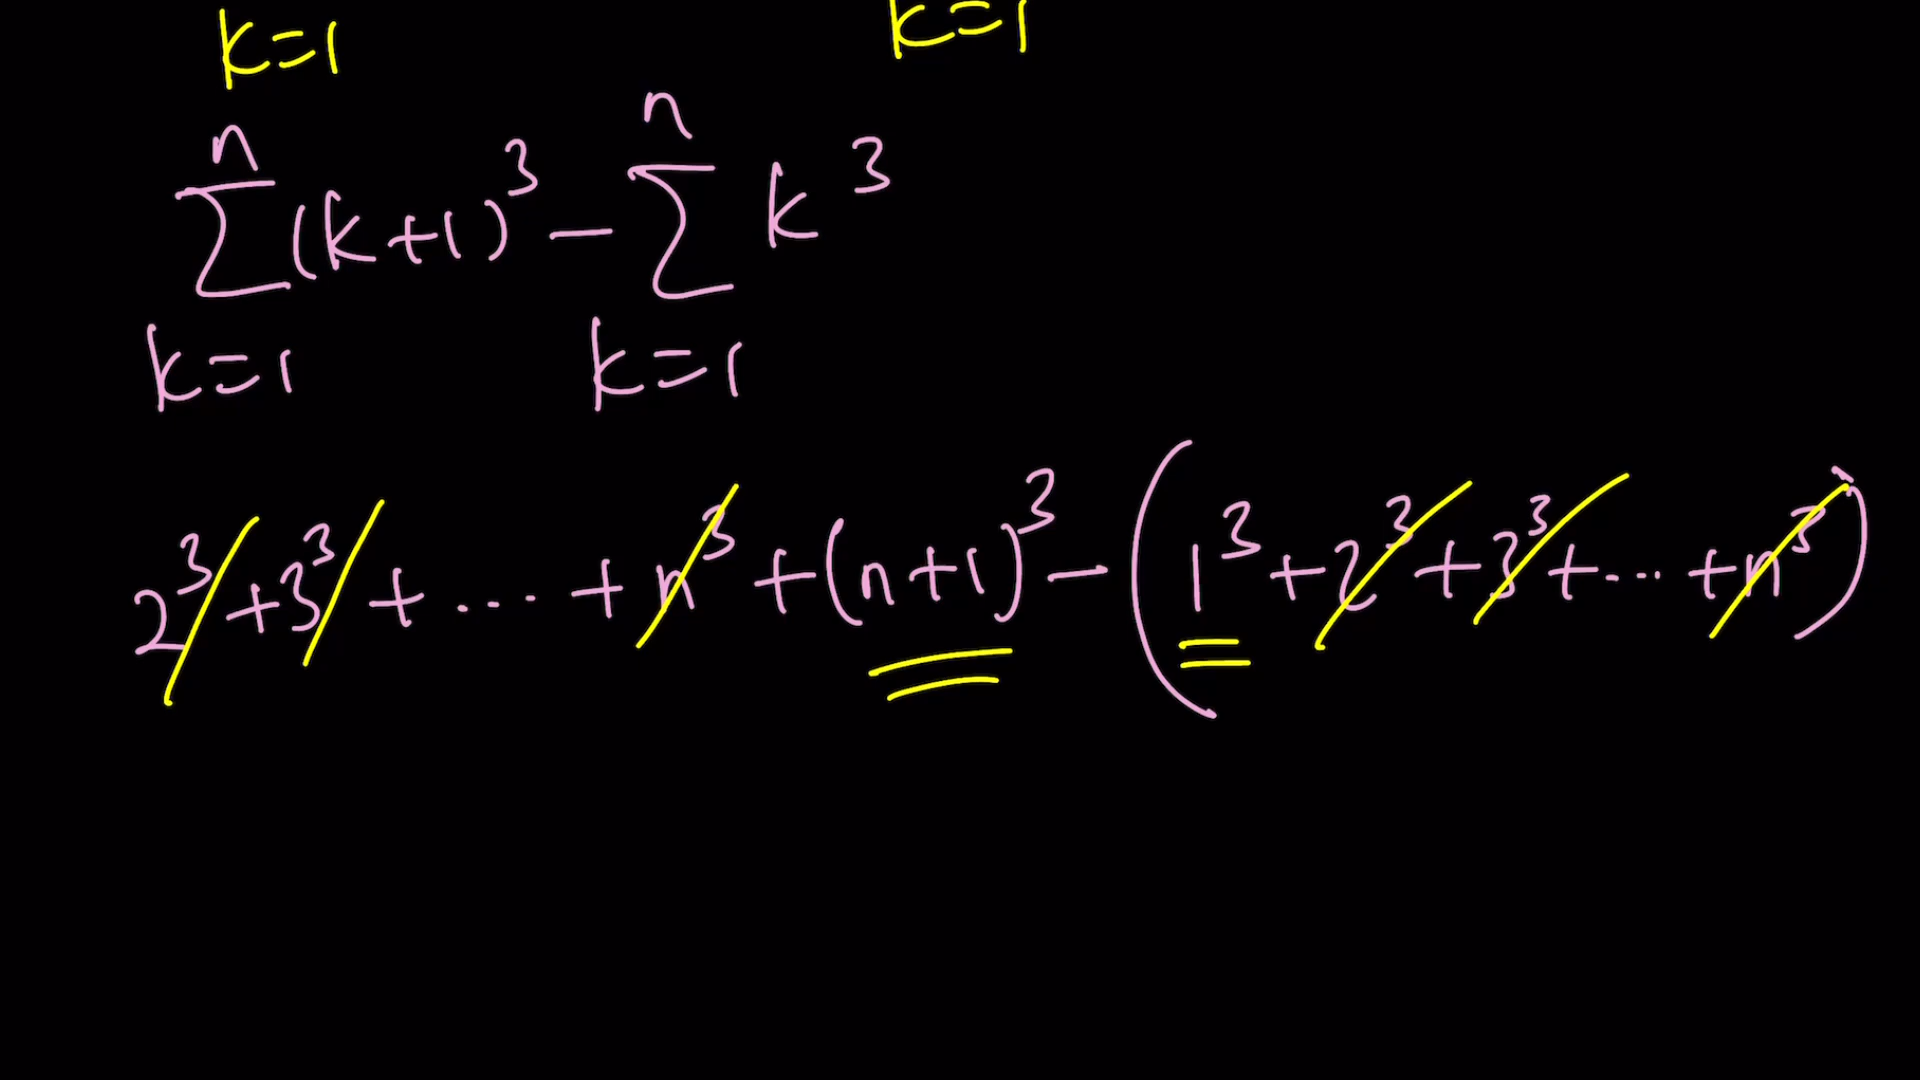 k=1 k=1
n n
∑(k+1)³ − ∑ k³
k=1 k=1
2³ + 3³ + ... + n³ + (n+1)³ − (1³ + 2³ + 3³ + ... + n³)